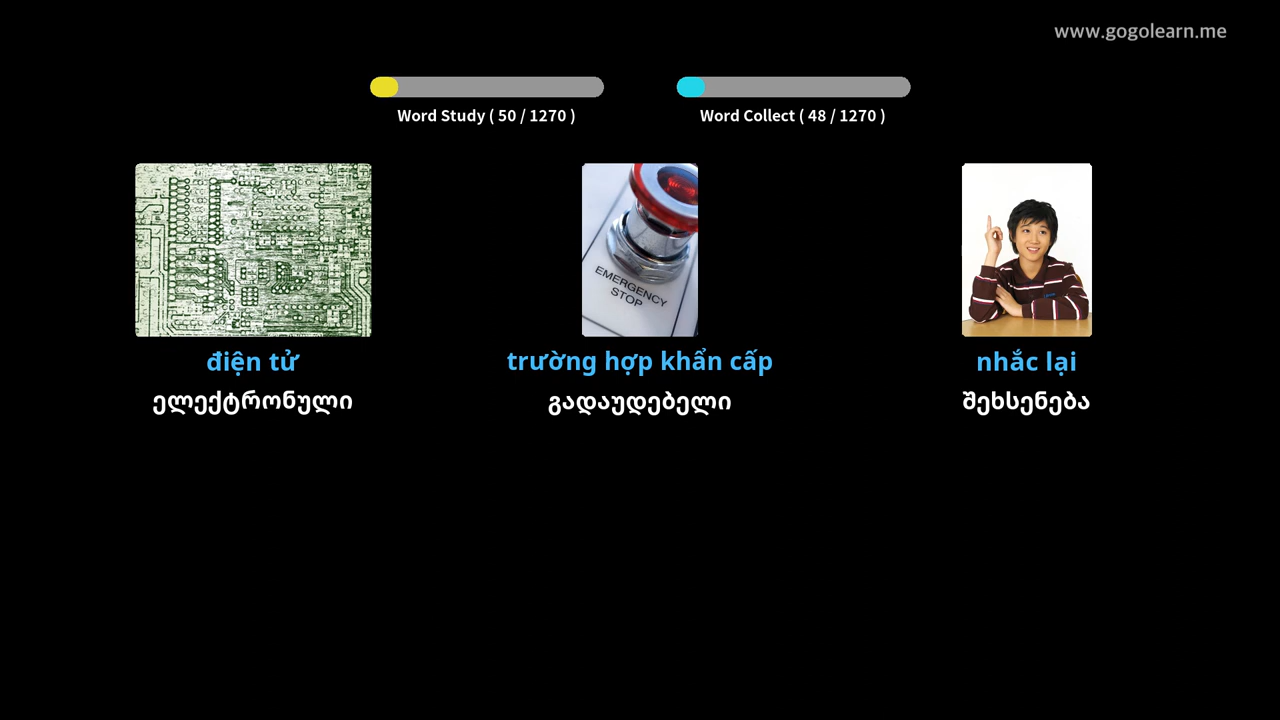 www.gogolearn.me
Word Study ( 50 / 1270 )
Word Collect ( 48 / 1270 )
EMERGENCY
STOP
điện tử
trường hợp khẩn cấp
nhắc lại
ელექტრონული
გადაუდებელი
შეხსენება